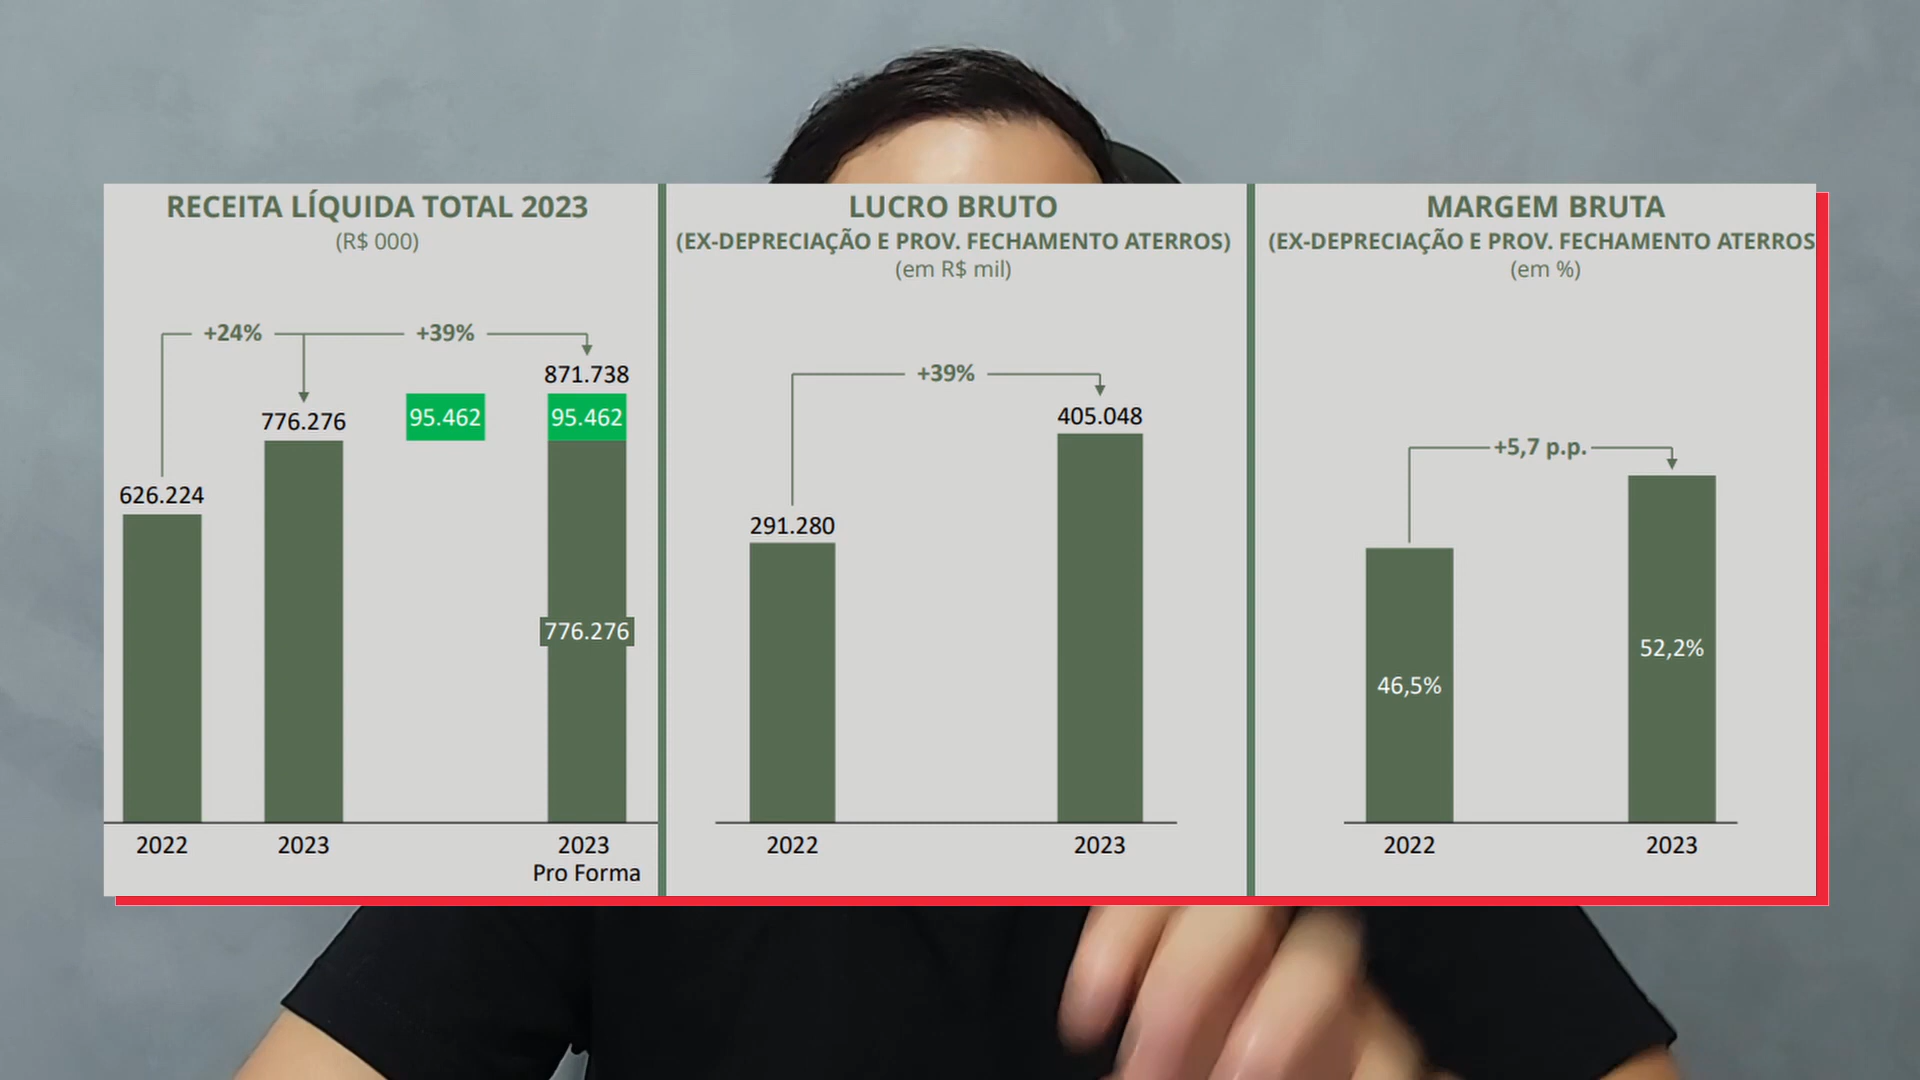 RECEITA LÍQUIDA TOTAL 2023
(R$ 000)
+24%
+39%
871.738
776.276
95.462
95.462
626.224
776.276
2022
2023
2023
Pro Forma
LUCRO BRUTO
(EX-DEPRECIAÇÃO E PROV. FECHAMENTO ATERROS)
(em R$ mil)
+39%
405.048
291.280
2022
2023
MARGEM BRUTA
(EX-DEPRECIAÇÃO E PROV. FECHAMENTO ATERROS
(em %)
+5,7 p.p.
52,2%
46,5%
2022
2023